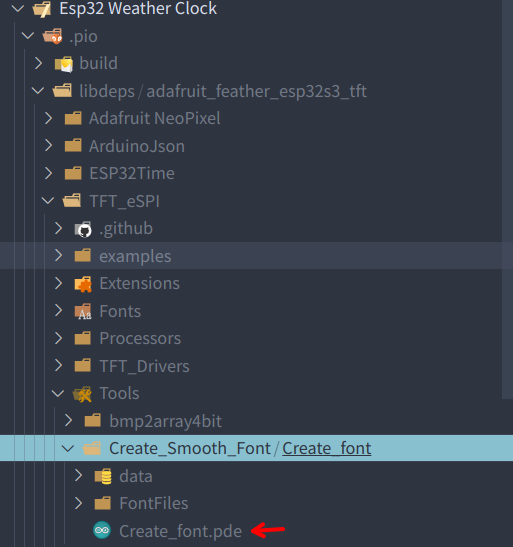 Esp32 Weather Clock
.pio
build
libdeps / adafruit_feather_esp32s3_tft
Adafruit NeoPixel
ArduinoJson
ESP32Time
TFT_eSPI
.github
examples
Extensions
Fonts
Processors
TFT_Drivers
Tools
bmp2array4bit
Create_Smooth_Font / Create_font
data
FontFiles
Create_font.pde